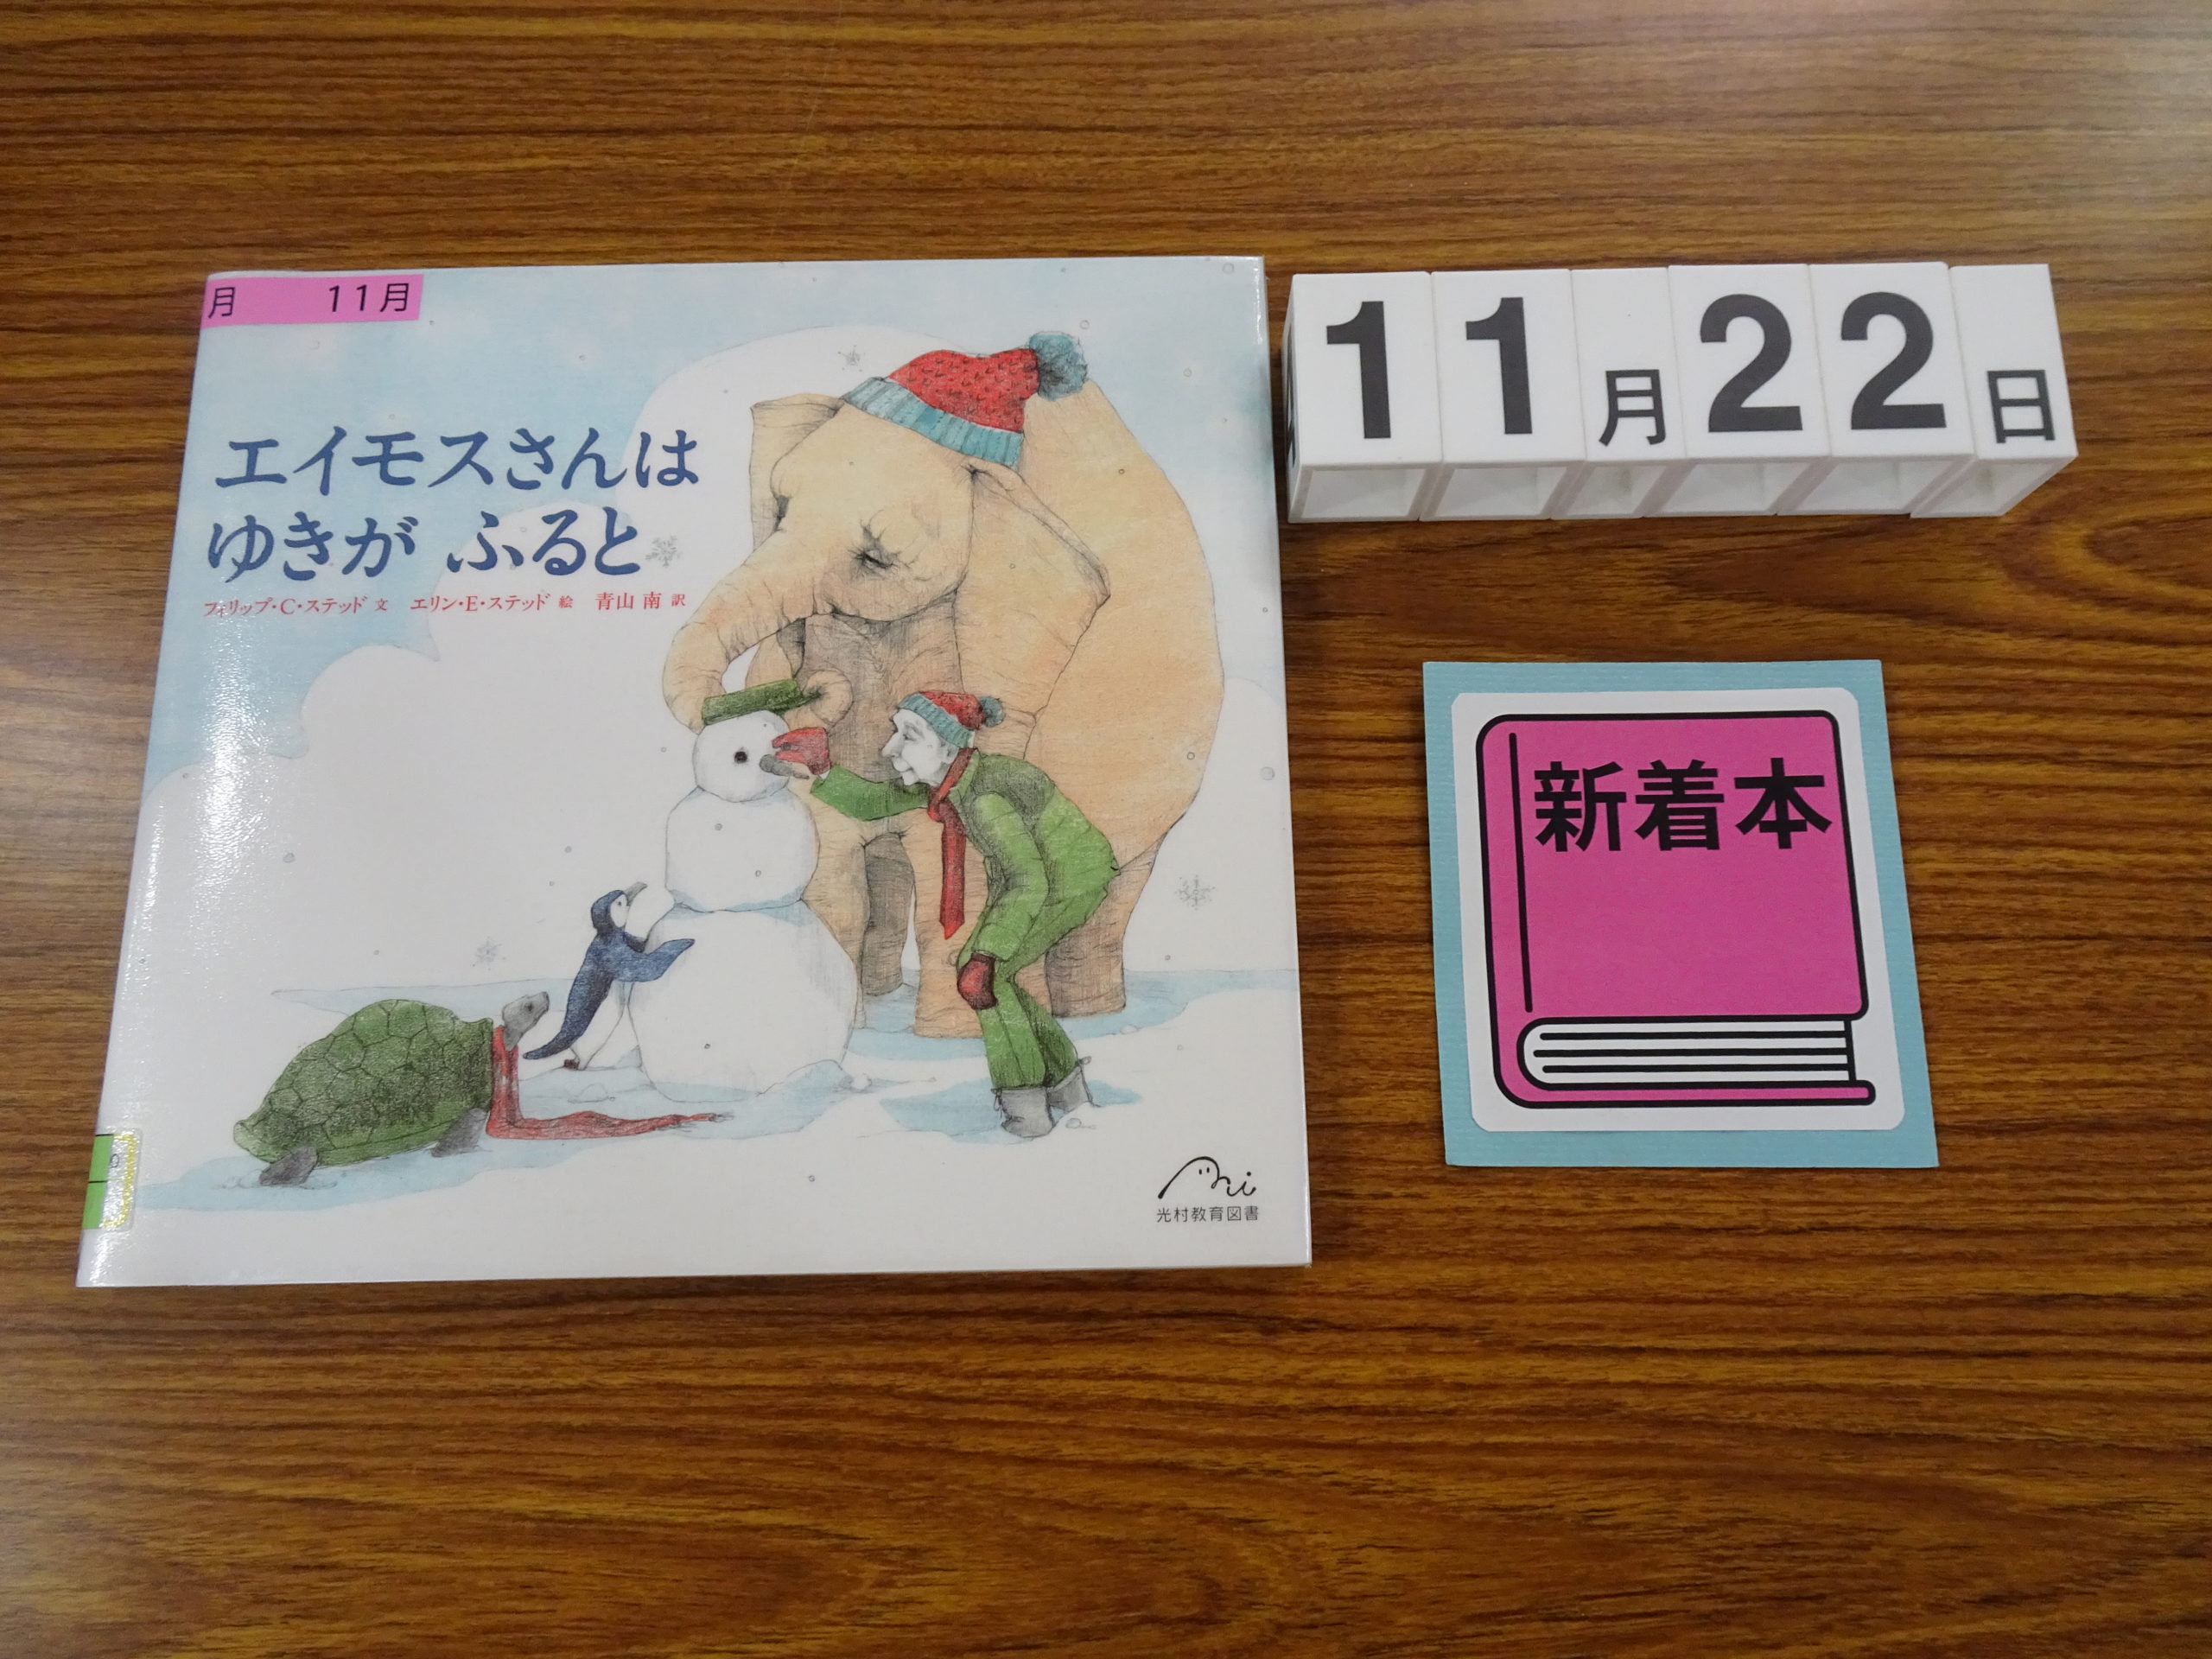 月 11月
エイモスさんは
ゆきが ふると
フィリップ・C・ステッド 文 エリン・E・ステッド 絵 青山 南 訳
光村教育図書
11月22日
新着本